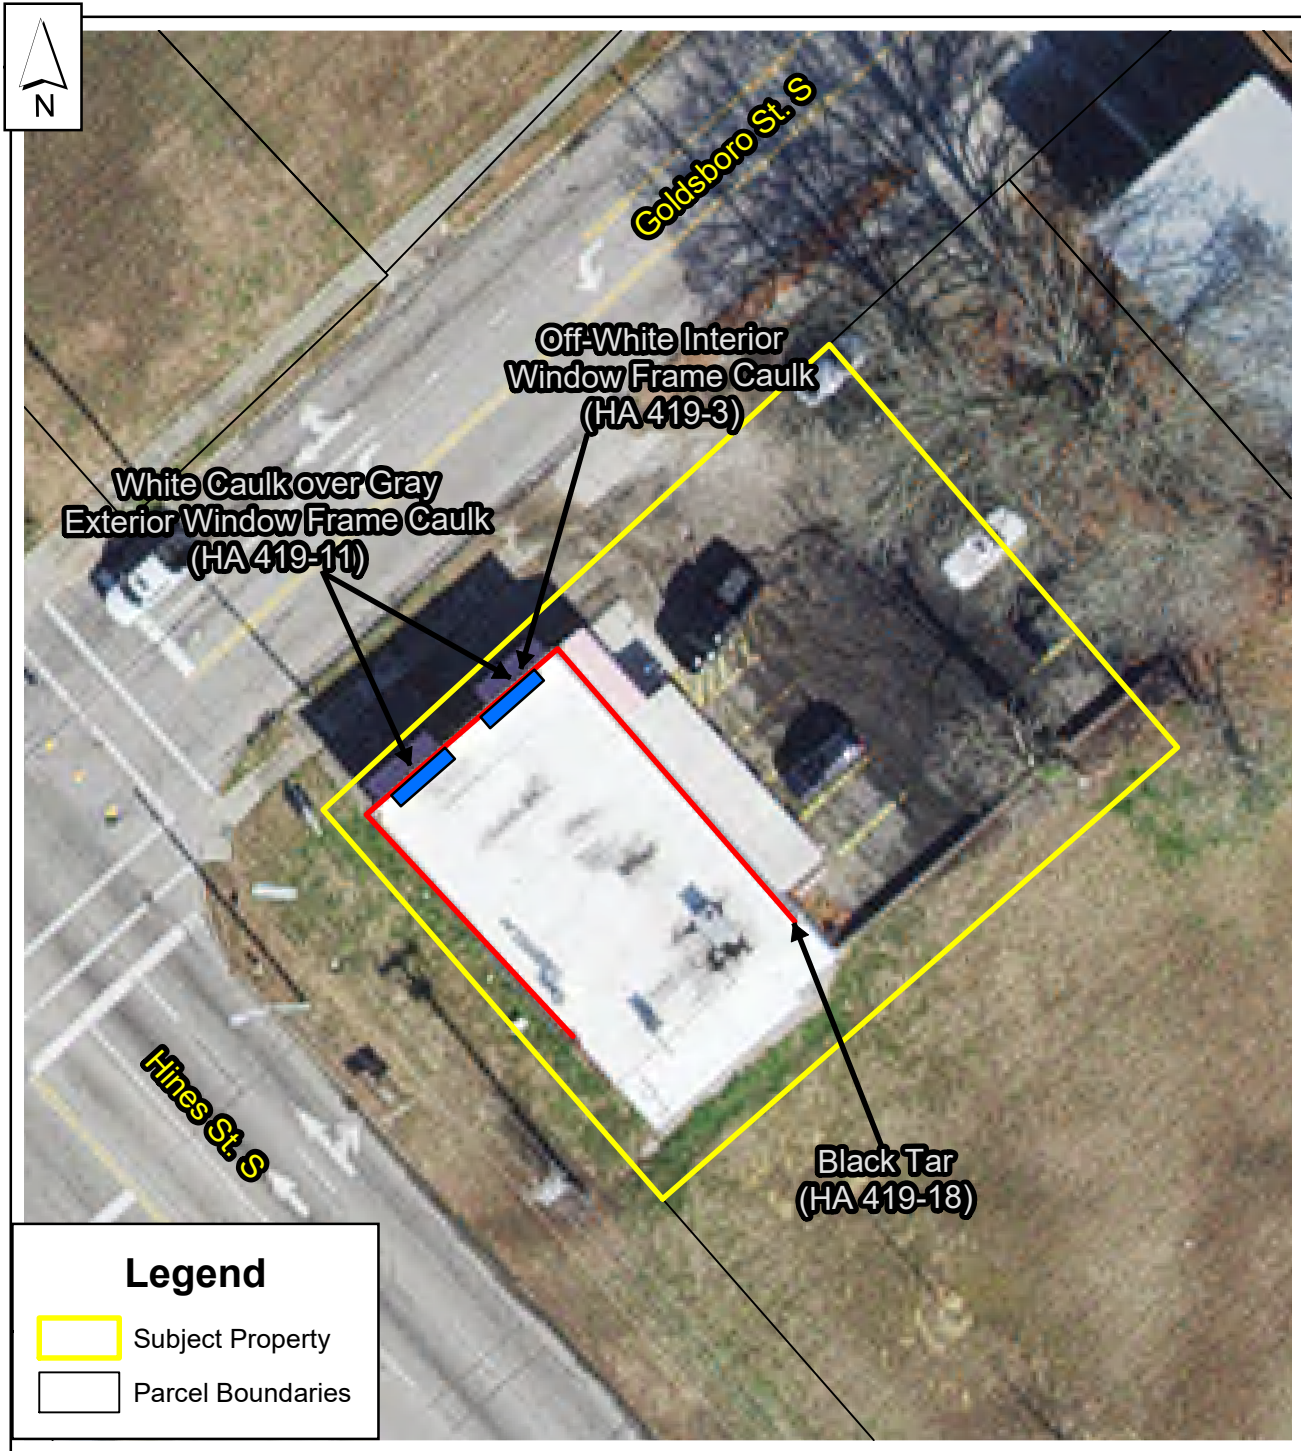 N
Goldsboro St. S
Off-White Interior
Window Frame Caulk
(HA 419-3)
White Caulk over Gray
Exterior Window Frame Caulk
(HA 419-11)
Hines St. S
Black Tar
(HA 419-18)
Legend
Subject Property
Parcel Boundaries